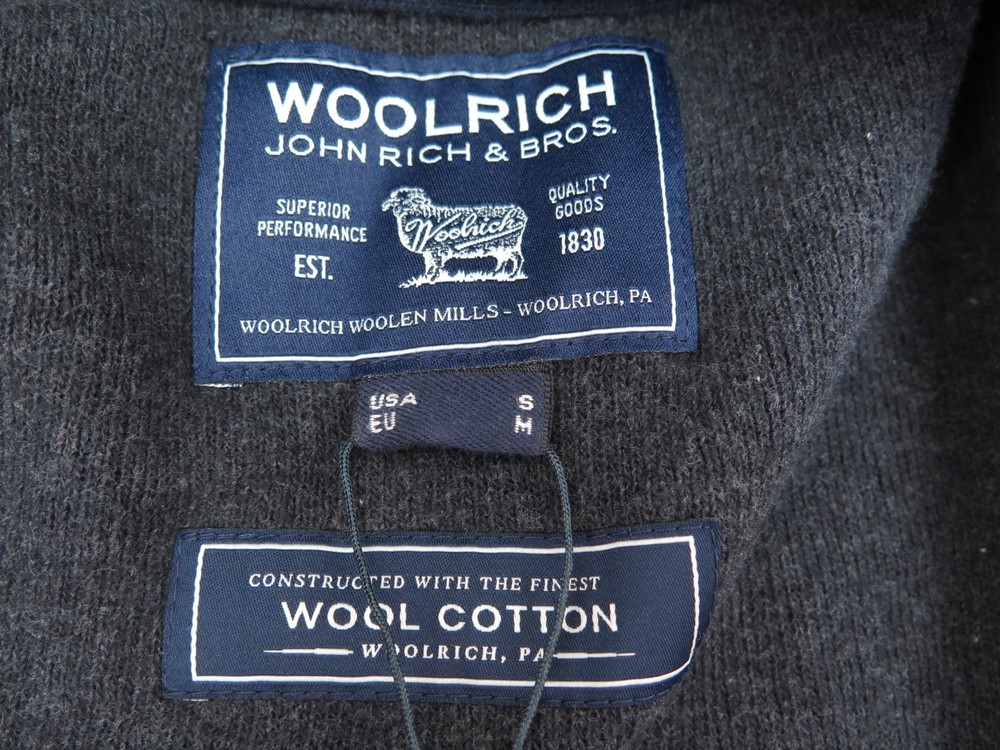 WOOLRICH
JOHN RICH & BROS.
SUPERIOR
PERFORMANCE
EST.
Woolrich
QUALITY
GOODS
1830
WOOLRICH WOOLEN MILLS - WOOLRICH, PA
USA S
EU M
CONSTRUCTED WITH THE FINEST
WOOL COTTON
WOOLRICH, PA